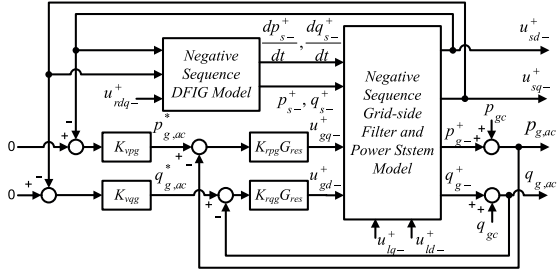 Negative
Sequence
DFIG Model
u⁺rdq-
dp⁺s-/dt , dq⁺s-/dt
p⁺s- , q⁺s-
Negative
Sequence
Grid-side
Filter and
Power Ststem
Model
u⁺sd-
u⁺sq-
0
-
+
Kvpg
p*g,ac
+
-
KrpgGres
u⁺gq-
p⁺g-
pgc
+
+
pg,ac
0
-
+
Kvqg
q*g,ac
+
-
KrqgGres
u⁺gd-
q⁺g-
+
+
qgc
qg,ac
u⁺lq-
u⁺ld-